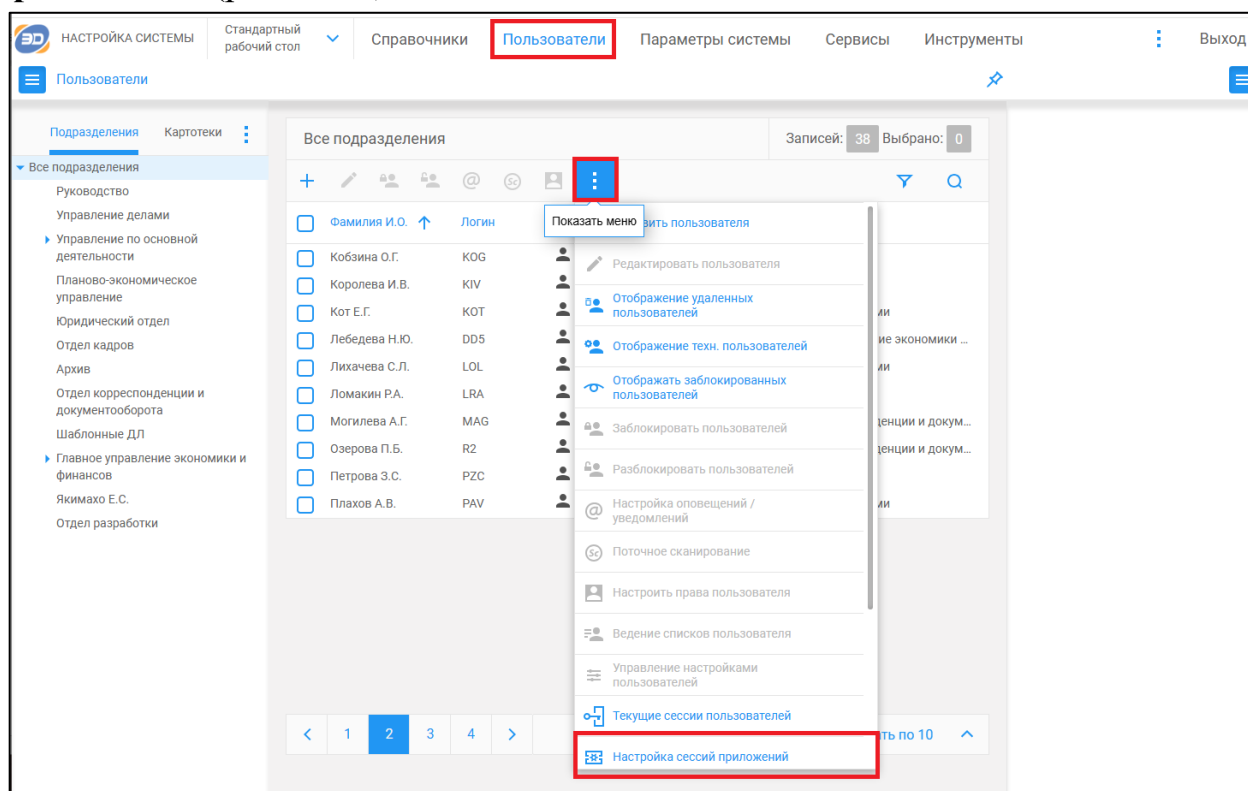 НАСТРОЙКА СИСТЕМЫ
Стандартный
рабочий стол
Справочники
Пользователи
Параметры системы
Сервисы
Инструменты
Выход
Пользователи
Подразделения
Картотеки
Все подразделения
Руководство
Управление делами
Управление по основной
деятельности
Планово-экономическое
управление
Юридический отдел
Отдел кадров
Архив
Отдел корреспонденции и
документооборота
Шаблонные ДЛ
Главное управление экономики и
финансов
Якимахо Е.С.
Отдел разработки
Все подразделения
Записей: 38 Выбрано: 0
Фамилия И.О.
Логин
Показать меню
вить пользователя
Кобзина О.Г. KOG
Королева И.В. KIV
Кот Е.Г. КОТ
Лебедева Н.Ю. DD5
Лихачева С.Л. LOL
Ломакин Р.А. LRA
Могилева А.Г. MAG
Озерова П.Б. R2
Петрова З.С. PZC
Плахов А.В. PAV
Редактировать пользователя
Отображение удаленных
пользователей
ми
Отображение техн. пользователей
ие экономики ...
Отображать заблокированных
пользователей
ми
Заблокировать пользователей
денции и докум...
Разблокировать пользователей
денции и докум...
Настройка оповещений /
уведомлений
ми
Поточное сканирование
Настроить права пользователя
Ведение списков пользователя
Управление настройками
пользователей
Текущие сессии пользователей
Настройка сессий приложений
1 2 3 4
ть по 10